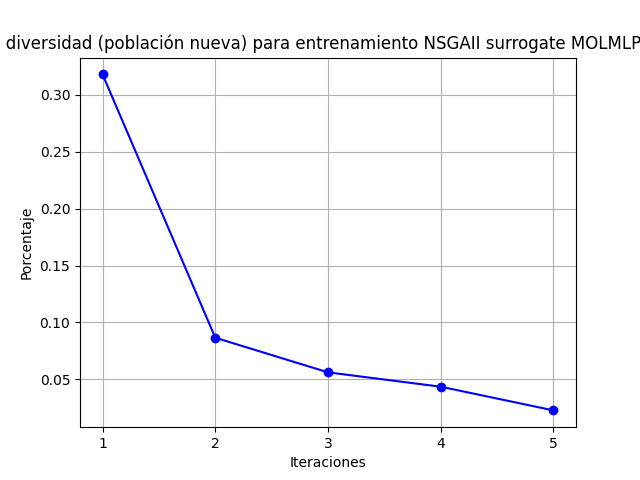 diversidad (población nueva) para entrenamiento NSGAII surrogate MOLMLP
0.30
0.25
0.20
0.15
0.10
0.05
Porcentaje
1 2 3 4 5
Iteraciones